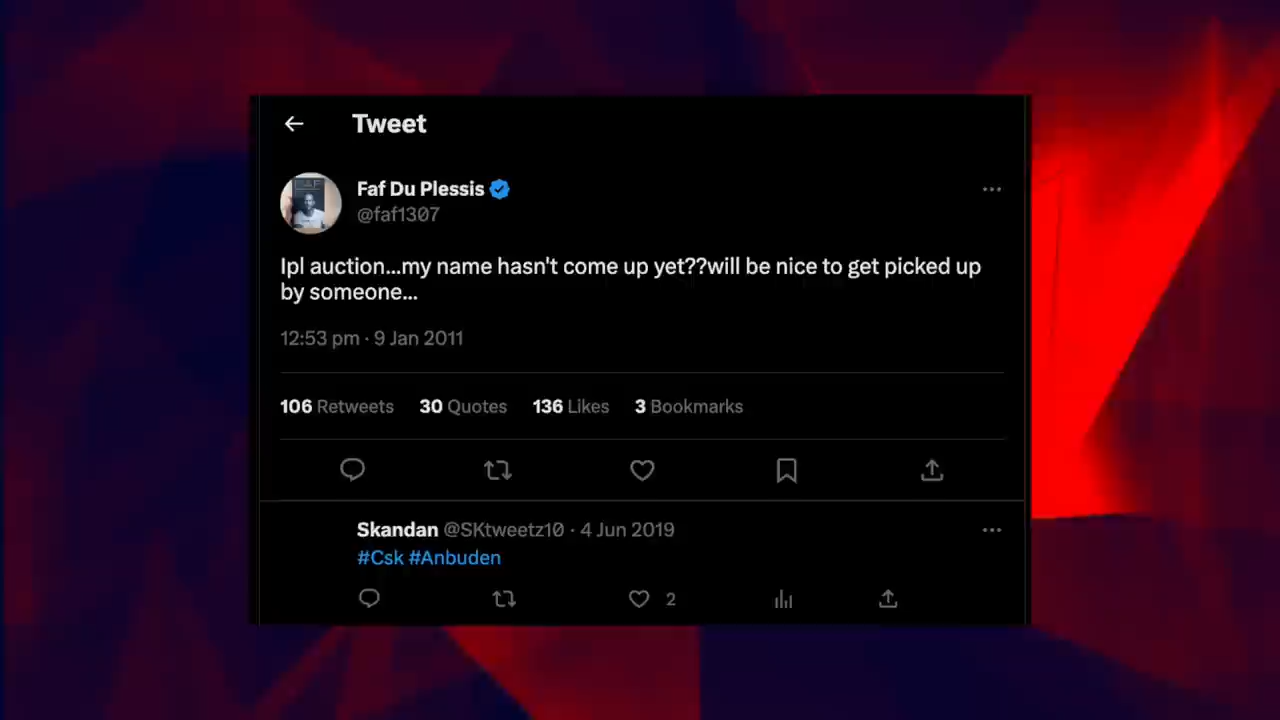 Tweet
Faf Du Plessis
@faf1307
Ipl auction...my name hasn't come up yet??will be nice to get picked up
by someone...
12:53 pm · 9 Jan 2011
106 Retweets 30 Quotes 136 Likes 3 Bookmarks
Skandan @SKtweetz10 · 4 Jun 2019
#Csk #Anbuden
2